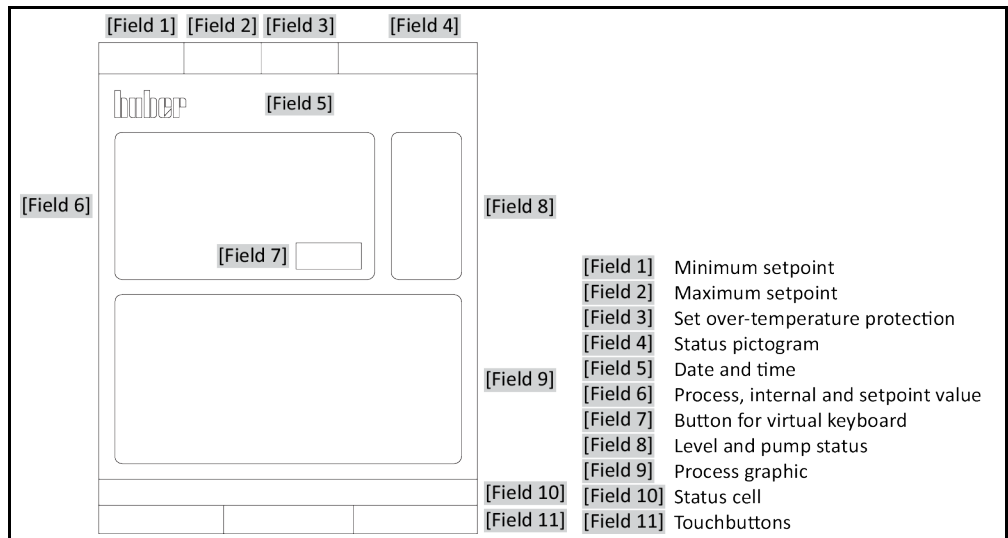 [Field 1] [Field 2] [Field 3] [Field 4]
huber [Field 5]
[Field 6]
[Field 8]
[Field 7]
[Field 9]
[Field 10]
[Field 11]
[Field 1] Minimum setpoint
[Field 2] Maximum setpoint
[Field 3] Set over-temperature protection
[Field 4] Status pictogram
[Field 5] Date and time
[Field 6] Process, internal and setpoint value
[Field 7] Button for virtual keyboard
[Field 8] Level and pump status
[Field 9] Process graphic
[Field 10] Status cell
[Field 11] Touchbuttons